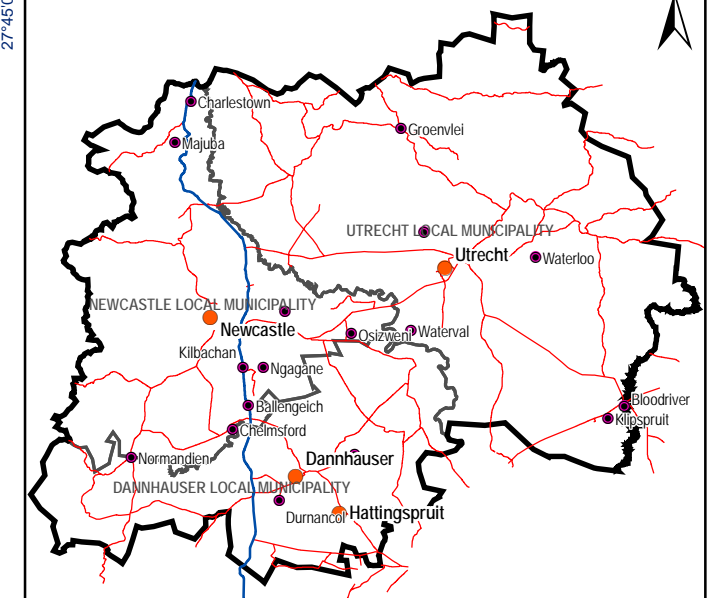 27°45'0
Charlestown
Groenvlei
Majuba
UTRECHT LOCAL MUNICIPALITY
Utrecht
Waterloo
NEWCASTLE LOCAL MUNICIPALITY
Newcastle
Osizweni
Waterval
Kilbachan
Ngagane
Ballengeich
Bloodriver
Klipspruit
Chelmsford
Normandien
Dannhauser
DANNHAUSER LOCAL MUNICIPALITY
Durnancol
Hattingspruit